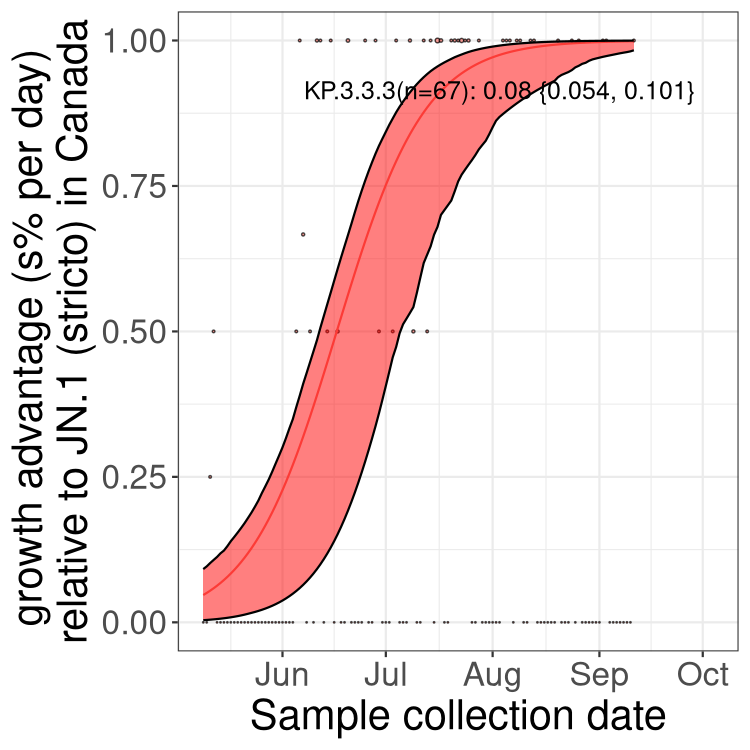 growth advantage (s% per day)
relative to JN.1 (stricto) in Canada
1.00
0.75
0.50
0.25
0.00
KP.3.3.3(n=67): 0.08 {0.054, 0.101}
Jun Jul Aug Sep Oct
Sample collection date